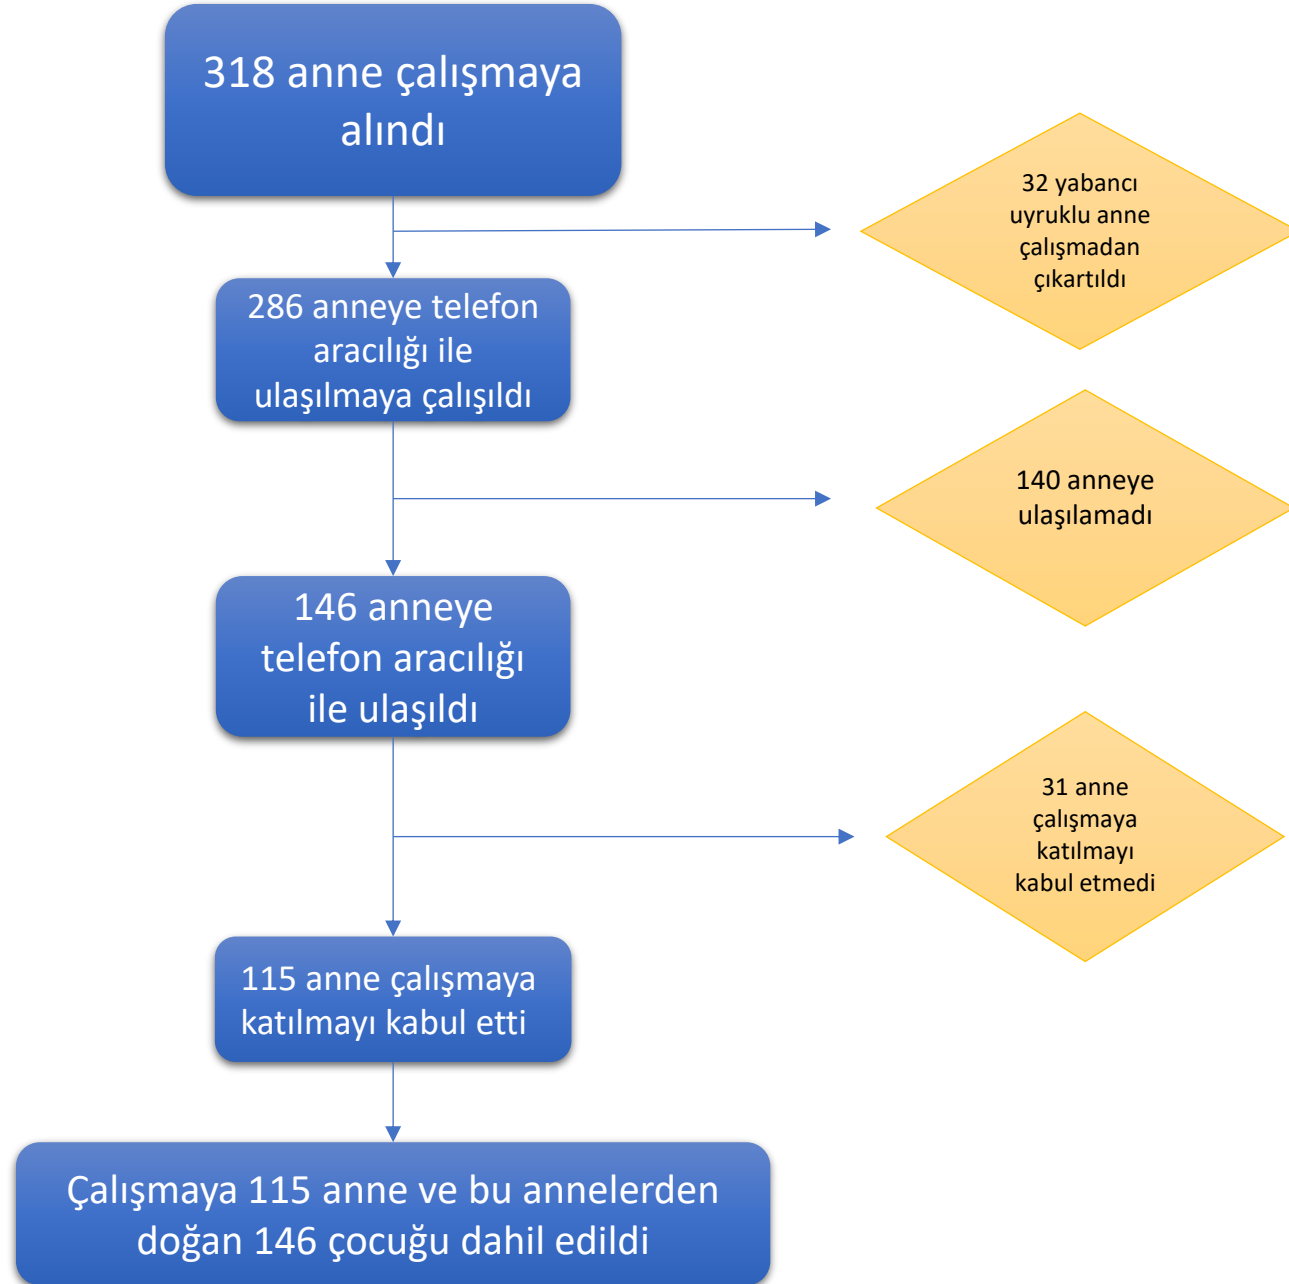 318 anne çalışmaya
alındı
32 yabancı
uyruklu anne
çalışmadan
çıkartıldı
286 anneye telefon
aracılığı ile
ulaşılmaya çalışıldı
140 anneye
ulaşılamadı
146 anneye
telefon aracılığı
ile ulaşıldı
31 anne
çalışmaya
katılmayı
kabul etmedi
115 anne çalışmaya
katılmayı kabul etti
Çalışmaya 115 anne ve bu annelerden
doğan 146 çocuğu dahil edildi